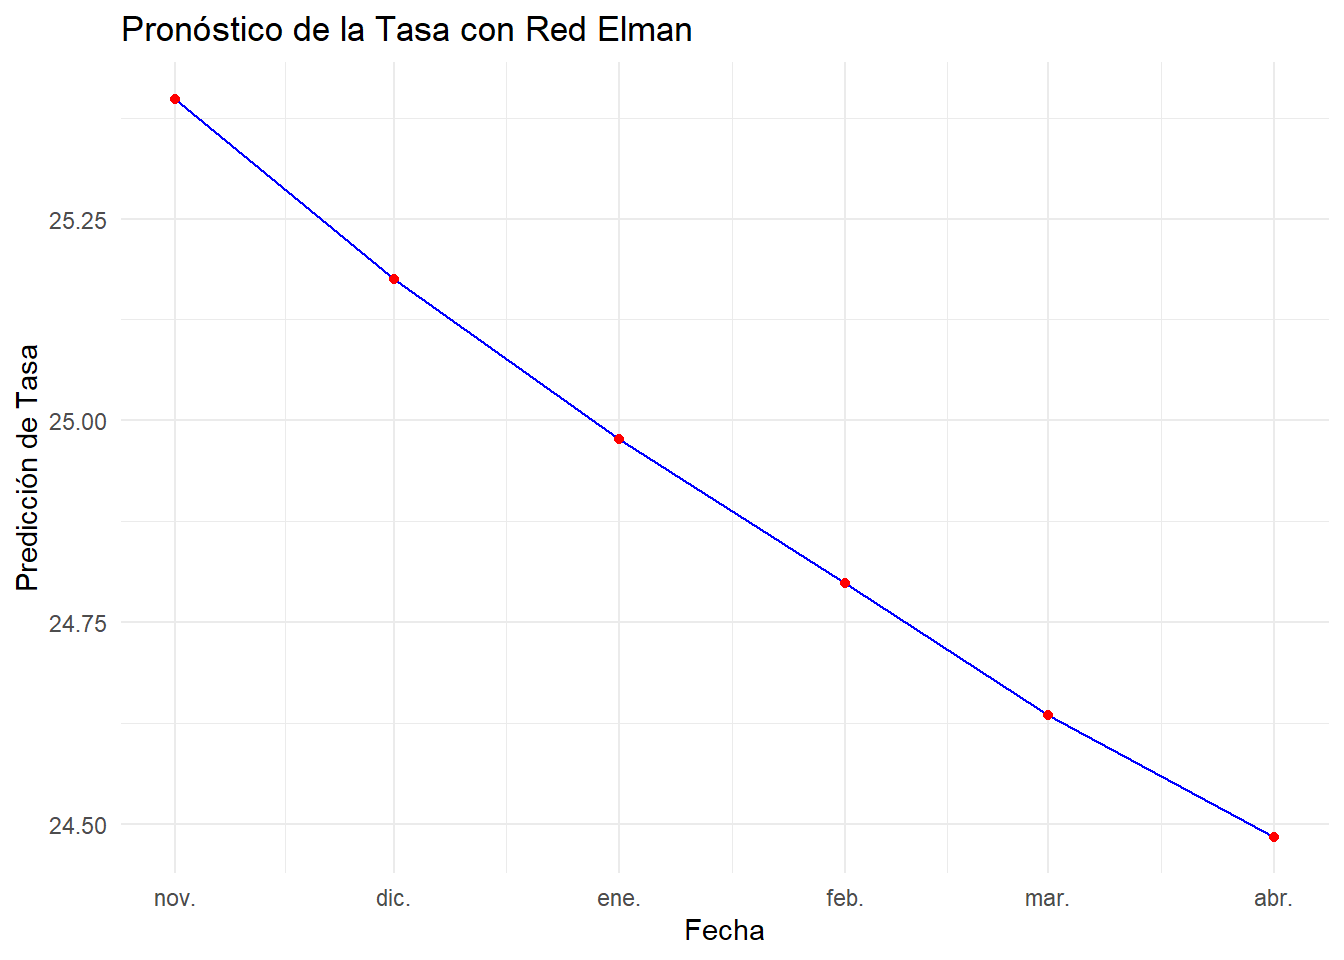 Pronóstico de la Tasa con Red Elman
Predicción de Tasa
25.25
25.00
24.75
24.50
nov.
dic.
ene.
feb.
mar.
abr.
Fecha